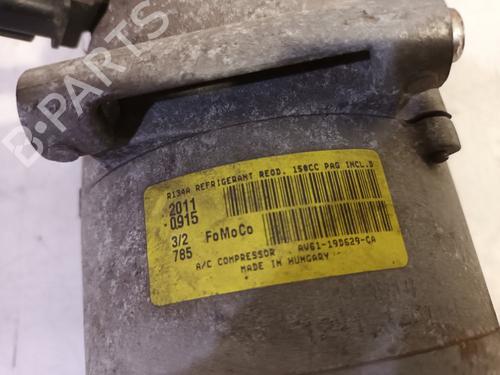 B-PARTS
R134A REFRIGERANT REQD. 150CC PAG INCL.D
2011
0915
3/2
785
FoMoCo
A/C COMPRESSOR AV61-19D629-CA
MADE IN HUNGARY